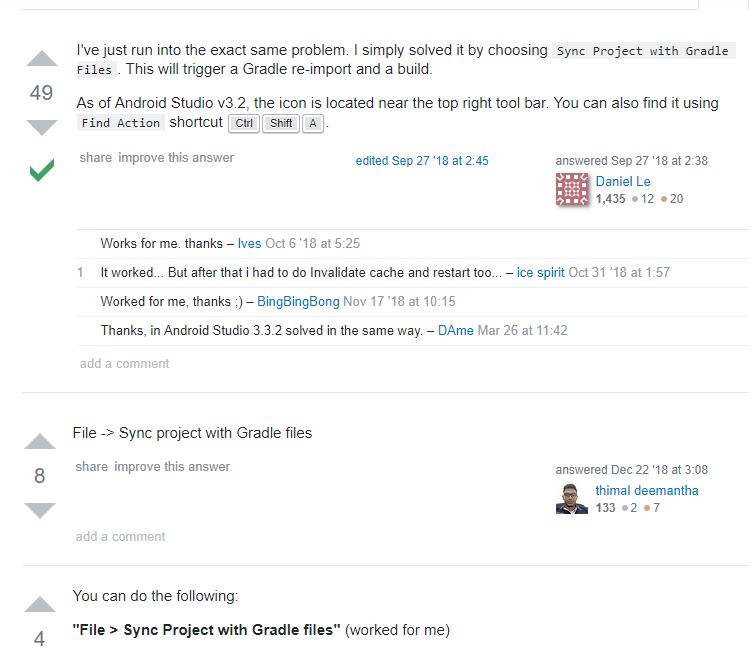 I've just run into the exact same problem. I simply solved it by choosing Sync Project with Gradle
Files . This will trigger a Gradle re-import and a build.
49
As of Android Studio v3.2, the icon is located near the top right tool bar. You can also find it using
Find Action shortcut Ctrl Shift A .
share improve this answer
edited Sep 27 '18 at 2:45
answered Sep 27 '18 at 2:38
Daniel Le
1,435 12 20
Works for me. thanks – Ives Oct 6 '18 at 5:25
1 It worked... But after that i had to do Invalidate cache and restart too... – ice spirit Oct 31 '18 at 1:57
Worked for me, thanks ;) – BingBingBong Nov 17 '18 at 10:15
Thanks, in Android Studio 3.3.2 solved in the same way. – DAme Mar 26 at 11:42
add a comment
File -> Sync project with Gradle files
8
share improve this answer
answered Dec 22 '18 at 3:08
thimal deemantha
133 2 7
add a comment
You can do the following:
4
"File > Sync Project with Gradle files" (worked for me)